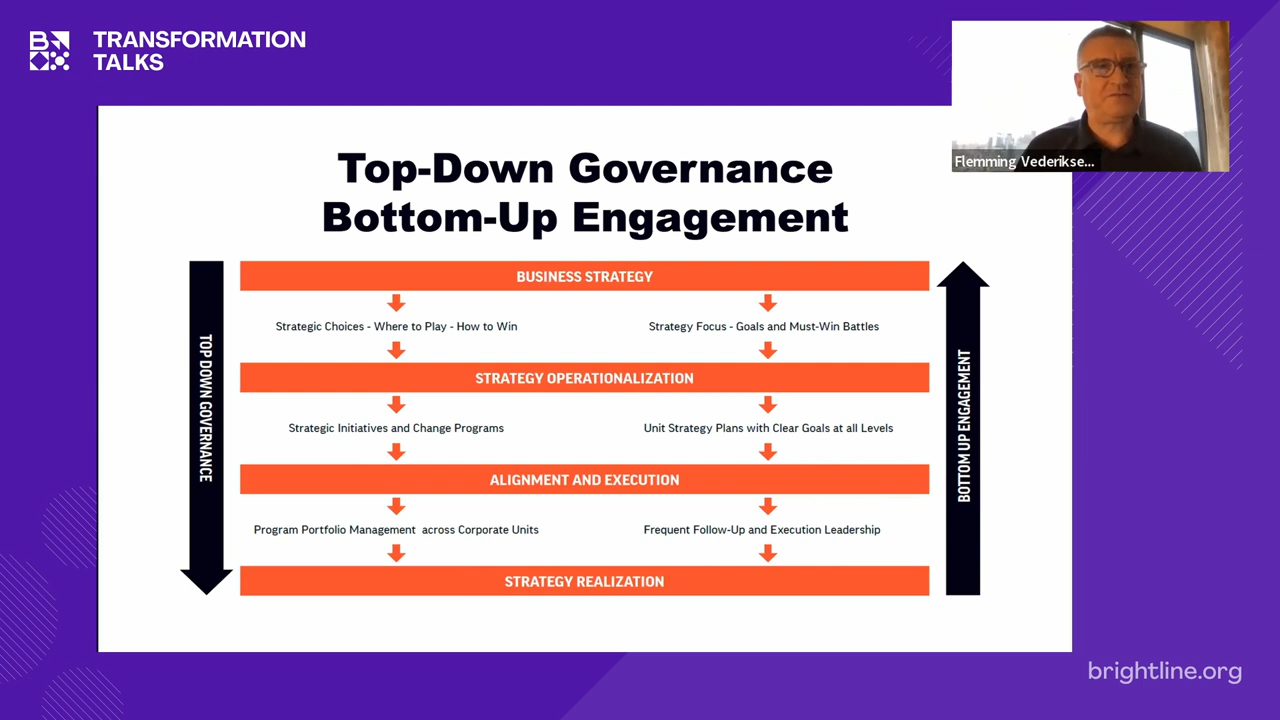 TRANSFORMATION
TALKS
Flemming Vederikse...
Top-Down Governance
Bottom-Up Engagement
TOP DOWN GOVERNANCE
BUSINESS STRATEGY
Strategic Choices - Where to Play - How to Win
Strategy Focus - Goals and Must-Win Battles
STRATEGY OPERATIONALIZATION
Strategic Initiatives and Change Programs
Unit Strategy Plans with Clear Goals at all Levels
ALIGNMENT AND EXECUTION
Program Portfolio Management across Corporate Units
Frequent Follow-Up and Execution Leadership
STRATEGY REALIZATION
BOTTOM UP ENGAGEMENT
brightline.org